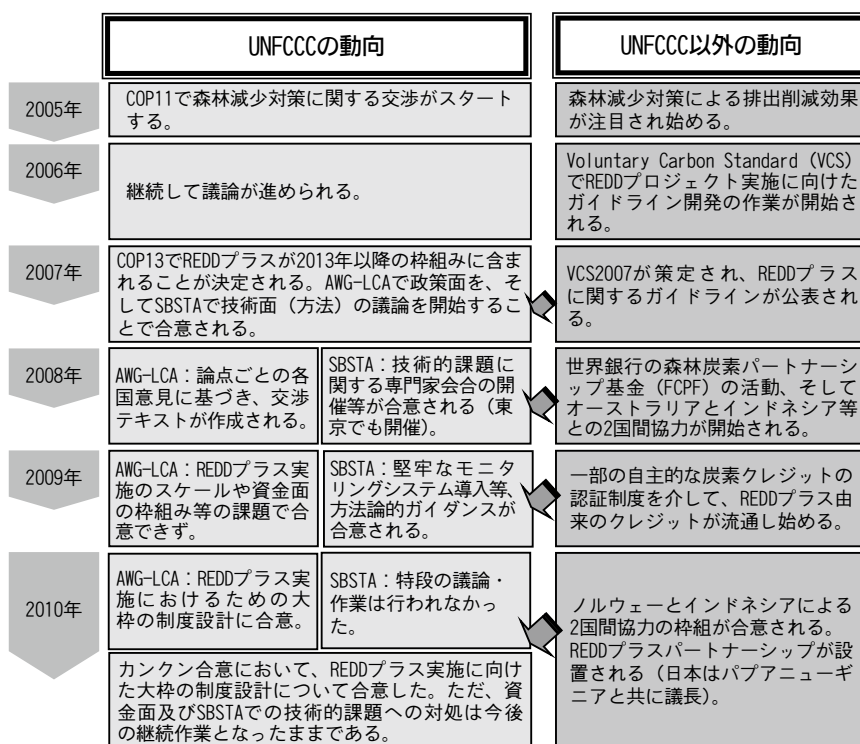 UNFCCCの動向
UNFCCC以外の動向
2005年
COP11で森林減少対策に関する交渉がスタート
する。
森林減少対策による排出削減効果
が注目され始める。
2006年
継続して議論が進められる。
Voluntary Carbon Standard (VCS)
でREDDプロジェクト実施に向けた
ガイドライン開発の作業が開始さ
れる。
2007年
COP13でREDDプラスが2013年以降の枠組みに含ま
れることが決定される。AWG-LCAで政策面を、そ
してSBSTAで技術面（方法）の議論を開始するこ
とで合意される。
VCS2007が策定され、REDDプラス
に関するガイドラインが公表され
る。
2008年
AWG-LCA：論点ごとの各
国意見に基づき、交渉
テキストが作成される。
SBSTA：技術的課題に
関する専門家会合の開
催等が合意される（東
京でも開催）。
世界銀行の森林炭素パートナーシ
ップ基金（FCPF）の活動、そして
オーストラリアとインドネシア等
との2国間協力が開始される。
2009年
AWG-LCA：REDDプラス実
施のスケールや資金面
の枠組み等の課題で合
意できず。
SBSTA：堅牢なモニタ
リングシステム導入等、
方法論的ガイダンスが
合意される。
一部の自主的な炭素クレジットの
認証制度を介して、REDDプラス由
来のクレジットが流通し始める。
2010年
AWG-LCA：REDDプラス実
施におけるための大
枠の制度設計に合意。
SBSTA：特段の議論・
作業は行われなかっ
た。
カンクン合意において、REDDプラス実施に向け
た大枠の制度設計について合意した。ただ、資
金面及びSBSTAでの技術的課題への対処は今後
の継続作業となったままである。
ノルウェーとインドネシアによる
2国間協力の枠組が合意される。
REDDプラスパートナーシップが設
置される（日本はパプアニューギ
ニアと共に議長）。